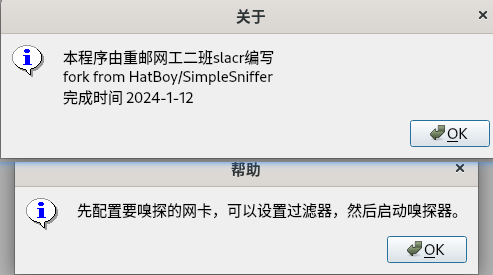 关于
本程序由重邮网工二班slacr编写
fork from HatBoy/SimpleSniffer
完成时间 2024-1-12
OK
帮助
先配置要嗅探的网卡，可以设置过滤器，然后启动嗅探器。
OK